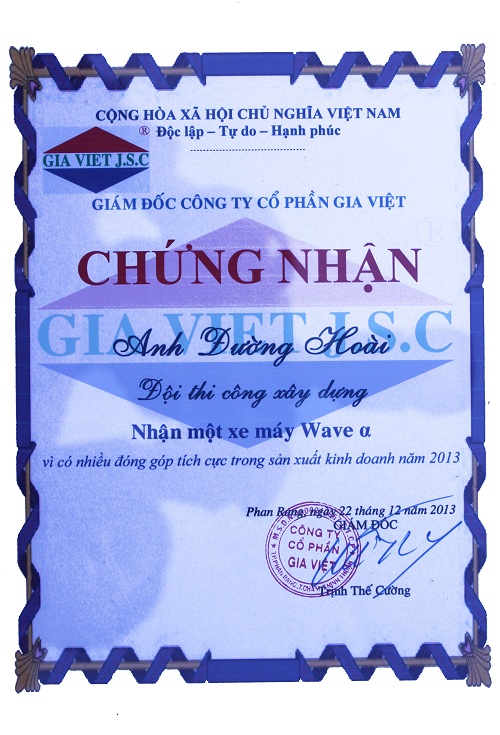 CỘNG HÒA XÃ HỘI CHỦ NGHĨA VIỆT NAM
Độc lập – Tự do – Hạnh phúc
GIA VIET J.S.C ®
GIÁM ĐỐC CÔNG TY CỔ PHẦN GIA VIỆT
CHỨNG NHẬN
GIA VIET J.S.C ®
Anh Dường Hoài
Đội thi công xây dựng
Nhận một xe máy Wave α
vì có nhiều đóng góp tích cực trong sản xuất kinh doanh năm 2013
Phan Rang, ngày 22 tháng 12 năm 2013
GIÁM ĐỐC
CÔNG TY
CỔ PHẦN
GIA VIỆT
Trịnh Thế Cường